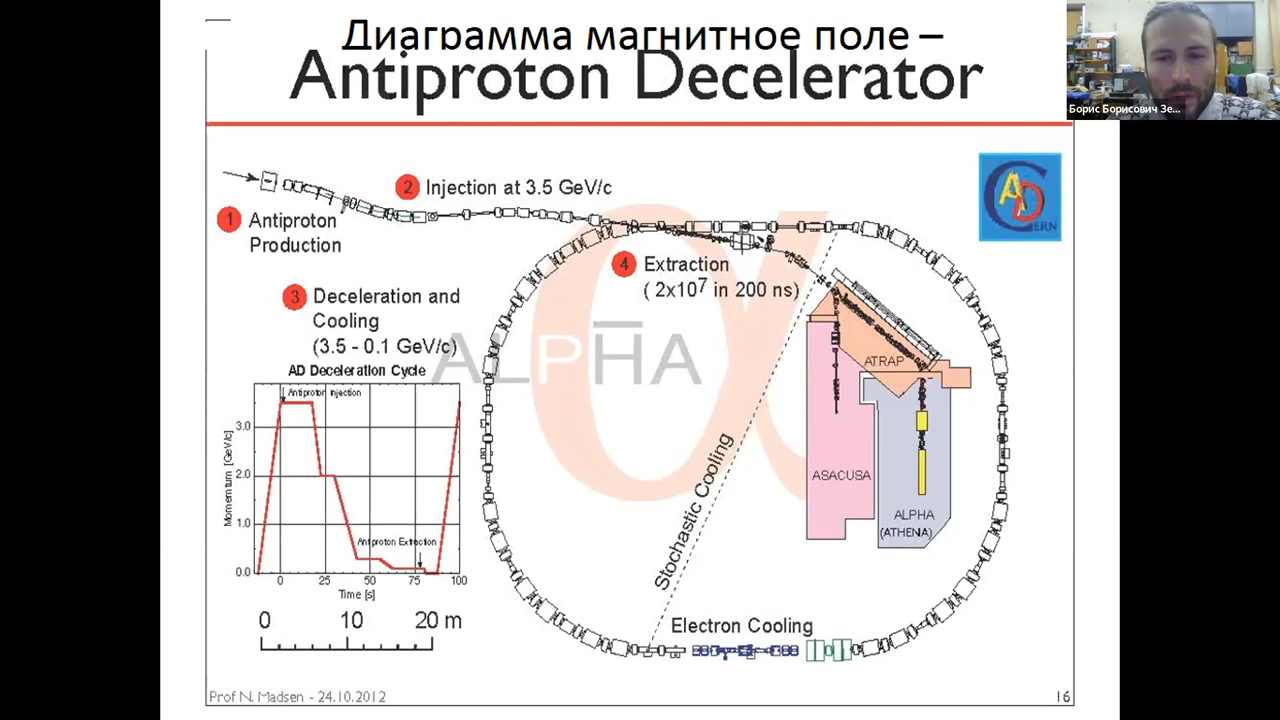 Диаграмма магнитное поле –
Antiproton Decelerator
Борис Борисович Зе...
2 Injection at 3.5 GeV/c
1 Antiproton
Production
4 Extraction
( 2x10⁷ in 200 ns)
3 Deceleration and
Cooling
(3.5 - 0.1 GeV/c)
AD
CERN
ALPHA
AD Deceleration Cycle
Antiproton Injection
Momentum [GeV/c]
3.0
2.0
1.0
0.0
Antiproton Extraction
0 25 50 75 100
Time [s]
0 10 20 m
Stochastic Cooling
ATRAP
ASACUSA
ALPHA
(ATHENA)
Electron Cooling
Prof N. Madsen - 24.10.2012
16